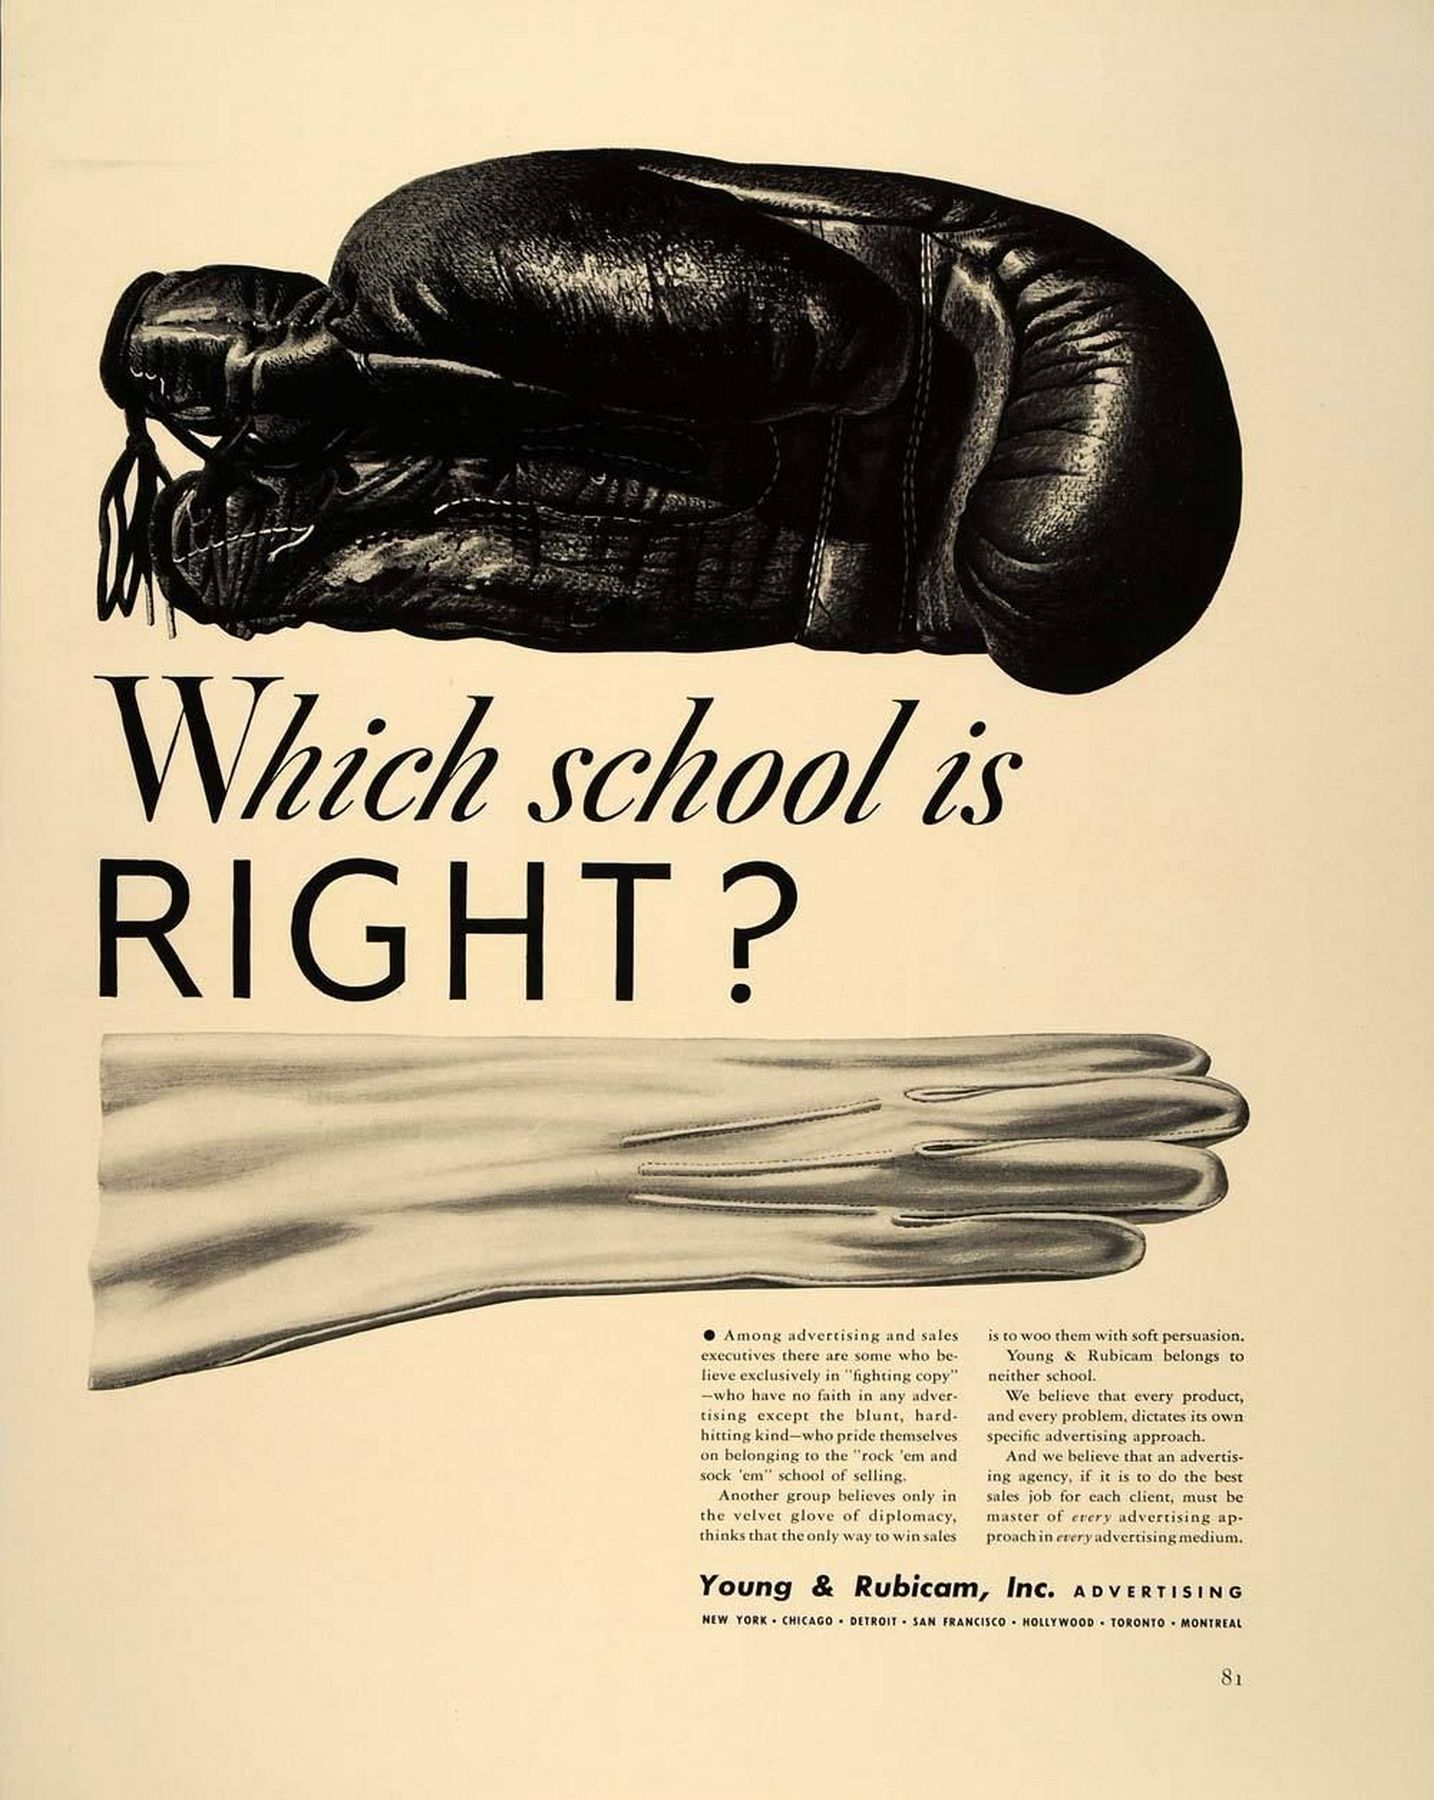 Which school is
RIGHT?
● Among advertising and sales
executives there are some who be-
lieve exclusively in "fighting copy"
—who have no faith in any adver-
tising except the blunt, hard-
hitting kind—who pride themselves
on belonging to the "rock 'em and
sock 'em" school of selling.
Another group believes only in
the velvet glove of diplomacy,
thinks that the only way to win sales
is to woo them with soft persuasion.
Young & Rubicam belongs to
neither school.
We believe that every product,
and every problem, dictates its own
specific advertising approach.
And we believe that an advertis-
ing agency, if it is to do the best
sales job for each client, must be
master of every advertising ap-
proach in every advertising medium.
Young & Rubicam, Inc. ADVERTISING
NEW YORK • CHICAGO • DETROIT • SAN FRANCISCO • HOLLYWOOD • TORONTO • MONTREAL
81